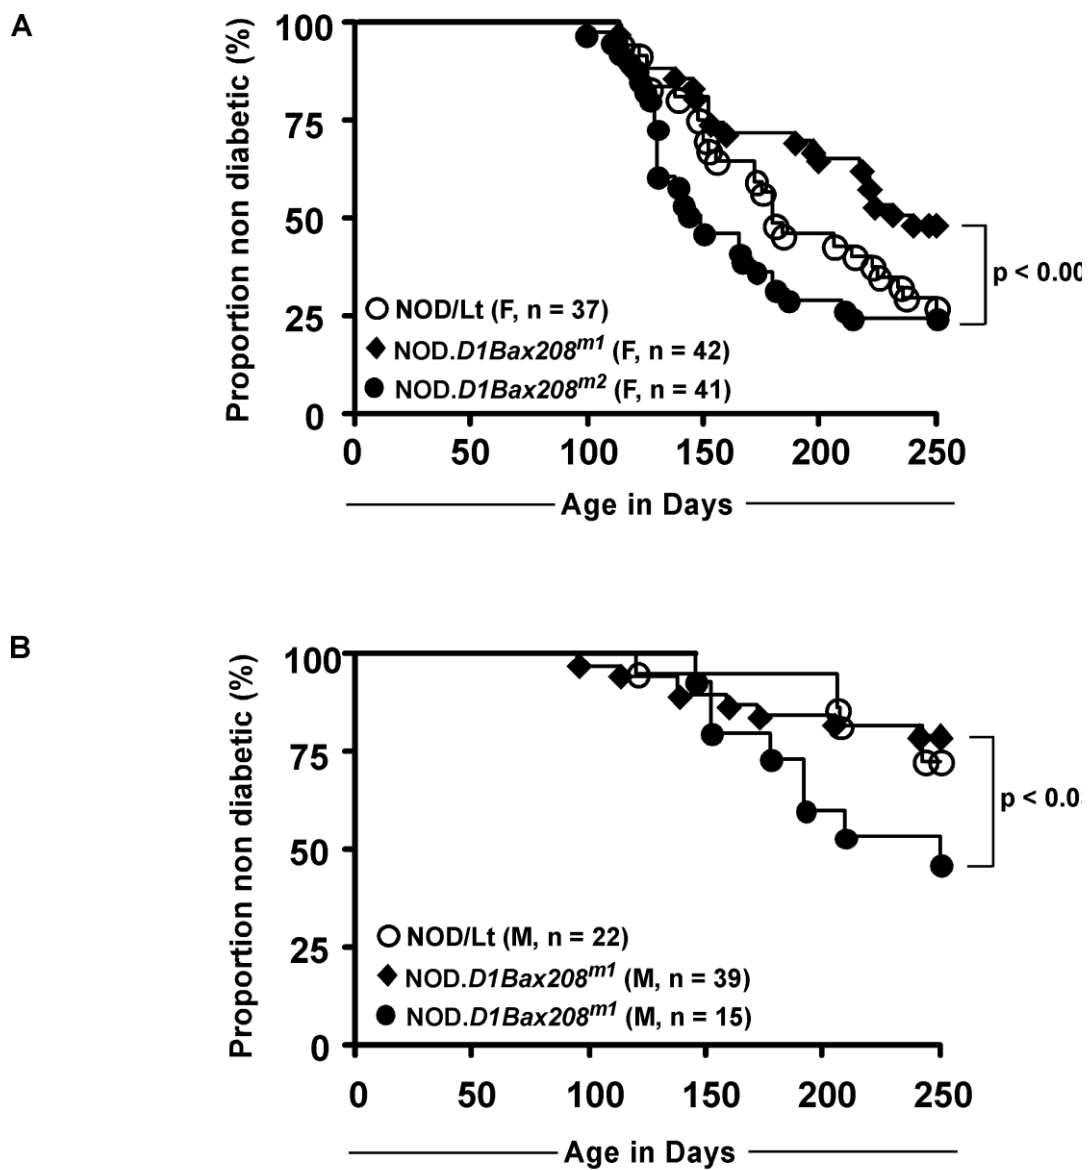 A
Proportion non diabetic (%)
100
75
50
25
0
NOD/Lt (F, n = 37)
NOD.D1Bax208m1 (F, n = 42)
NOD.D1Bax208m2 (F, n = 41)
p < 0.00
0 50 100 150 200 250
Age in Days
B
Proportion non diabetic (%)
100
75
50
25
0
NOD/Lt (M, n = 22)
NOD.D1Bax208m1 (M, n = 39)
NOD.D1Bax208m1 (M, n = 15)
p < 0.0
0 50 100 150 200 250
Age in Days